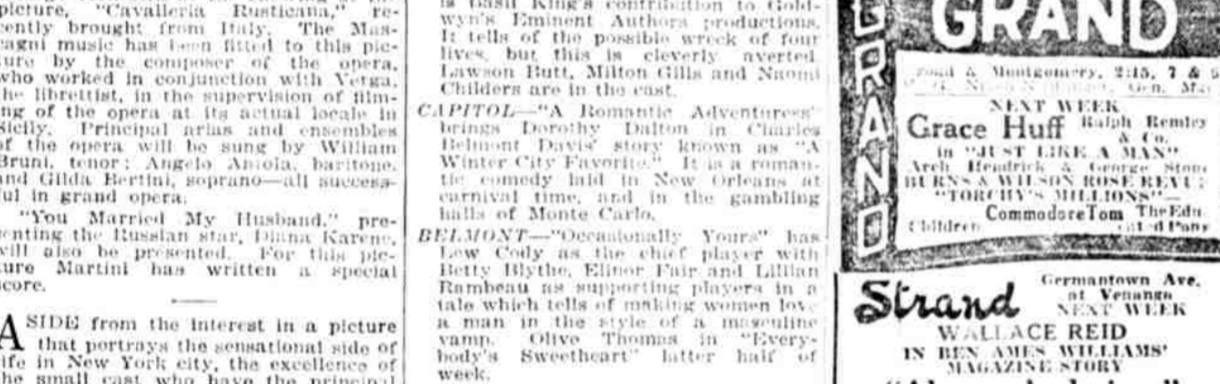 picture, "Cavalleria Rusticana," re-
cently brought from Italy. The Mas-
cagni music has been fitted to this pic-
ture by the composer of the opera,
who worked in conjunction with Verga,
the librettist, in the supervision of film-
ing of the opera at its actual locale in
Sicily. Principal arias and ensembles
of the opera will be sung by William
Bruni, tenor; Angelo Antola, baritone,
and Gilda Bertini, soprano—all success-
ful in grand opera.
"You Married My Husband," pre-
senting the Russian star, Diana Karene,
will also be presented. For this pic-
ture Martini has written a special
score.
ASIDE from the interest in a picture
that portrays the sensational side of
life in New York city, the excellence of
the small cast who have the principal
is Basil King's contribution to Gold-
wyn's Eminent Authors productions.
It tells of the possible wreck of four
lives, but this is cleverly averted.
Lawson Butt, Milton Gills and Naomi
Childers are in the cast.
CAPITOL—"A Romantic Adventuress"
brings Dorothy Dalton in Charles
Belmont Davis' story known as "A
Winter City Favorite." It is a roman-
tic comedy laid in New Orleans at
carnival time, and in the gambling
halls of Monte Carlo.
BELMONT—"Occasionally Yours" has
Lew Cody as the chief player with
Betty Blythe, Elinor Fair and Lillian
Rambeau as supporting players in a
tale which tells of making women love
a man in the style of a masculine
vamp. Olive Thomas in "Every-
body's Sweetheart" latter half of
week.
GRAND
GRAND
& Montgomery, 2:15, 7 &
Gen.
NEXT WEEK
Grace Huff Ralph Remley
& Co.
in "JUST LIKE A MAN"
Arch Hendrick & George Stone
BURNS & WILSON ROSE REVUE
"TORCHY'S MILLIONS"—
Children Commodore Tom The Edu-
cated Pony
Strand Germantown Ave.
at Venango
NEXT WEEK
WALLACE REID
IN BEN AMES WILLIAMS'
MAGAZINE STORY